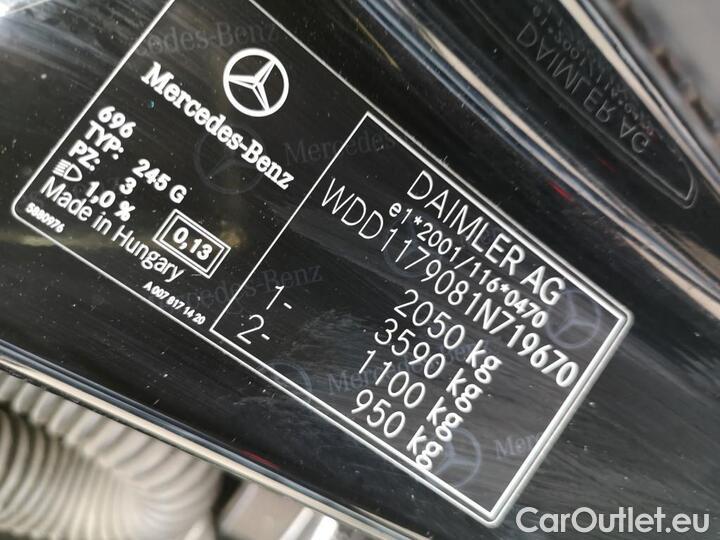 Mercedes-Benz
696
TYP: 245 G
PZ: 3
1,0 %
0,13
Made in Hungary
5880976
A 007 817 14 20
DAIMLER AG
e1*2001/116*0470
WDD1179081N719670
2050 kg
3590 kg
1- 1100 kg
2- 950 kg
DAIMLER AG
CarOutlet.eu